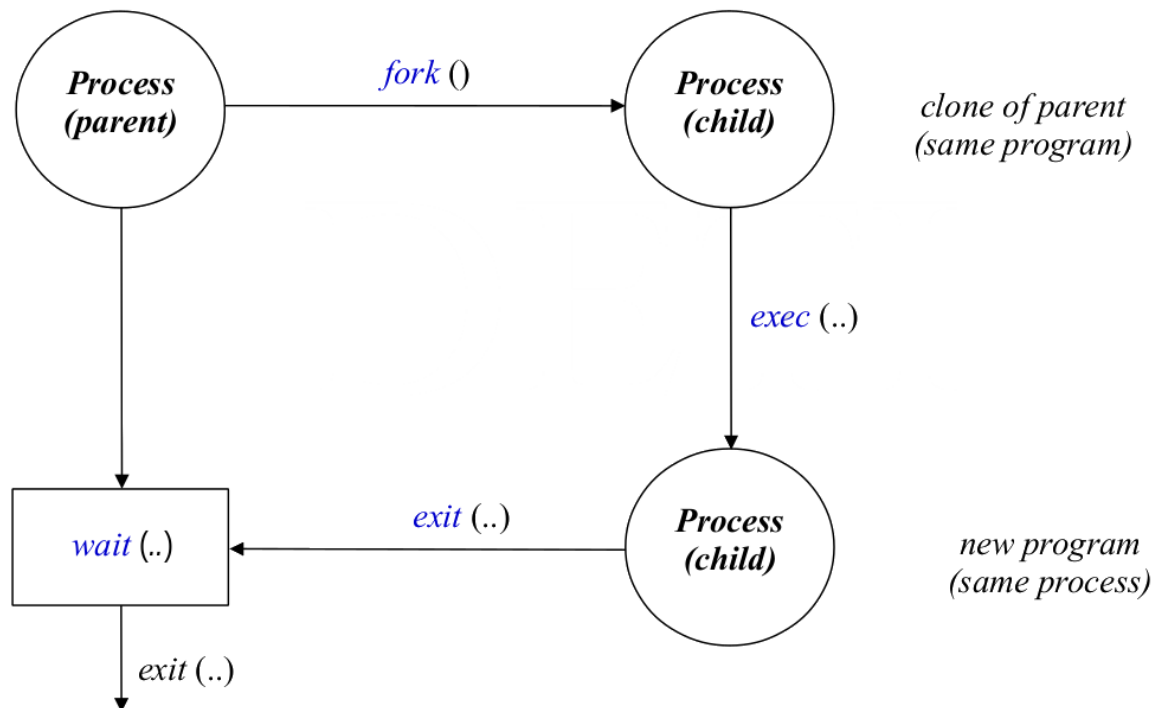 Process
(parent)
fork ()
Process
(child)
clone of parent
(same program)
exec (..)
wait (..)
exit (..)
Process
(child)
new program
(same process)
exit (..)